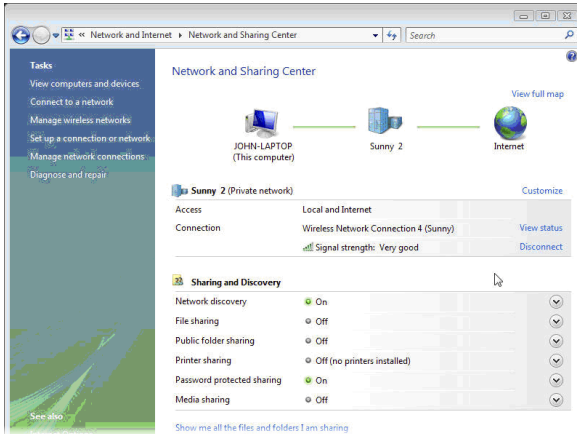 « Network and Internet ▸ Network and Sharing Center
Search
Tasks
View computers and devices
Connect to a network
Manage wireless networks
Set up a connection or network
Manage network connections
Diagnose and repair
See also
Network and Sharing Center
View full map
JOHN-LAPTOP
(This computer)
Sunny 2
Internet
Sunny 2 (Private network)
Customize
Access Local and Internet
Connection Wireless Network Connection 4 (Sunny) View status
Signal strength: Very good Disconnect
Sharing and Discovery
Network discovery On
File sharing Off
Public folder sharing Off
Printer sharing Off (no printers installed)
Password protected sharing On
Media sharing Off
Show me all the files and folders I am sharing